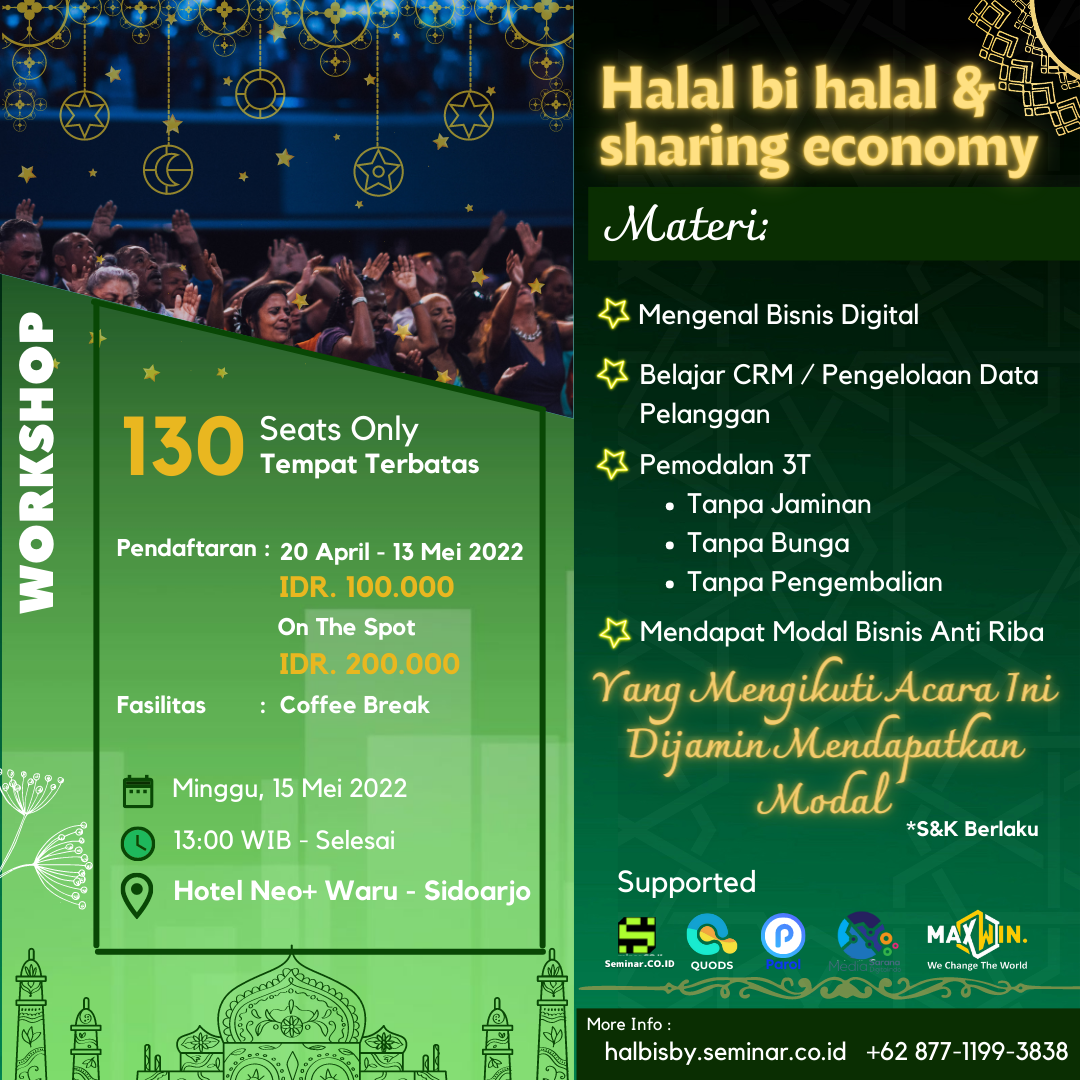 WORKSHOP
130 Seats Only
Tempat Terbatas
Pendaftaran : 20 April - 13 Mei 2022
IDR. 100.000
On The Spot
IDR. 200.000
Fasilitas : Coffee Break
Minggu, 15 Mei 2022
13:00 WIB - Selesai
Hotel Neo+ Waru - Sidoarjo
Halal bi halal &
sharing economy
Materi:
Mengenal Bisnis Digital
Belajar CRM / Pengelolaan Data
Pelanggan
Pemodalan 3T
• Tanpa Jaminan
• Tanpa Bunga
• Tanpa Pengembalian
Mendapat Modal Bisnis Anti Riba
Yang Mengikuti Acara Ini
Dijamin Mendapatkan
Modal
*S&K Berlaku
Supported
Seminar.CO.ID
QUODS
P
Media
MAXWIN.
We Change The World
More Info :
halbisby.seminar.co.id +62 877-1199-3838